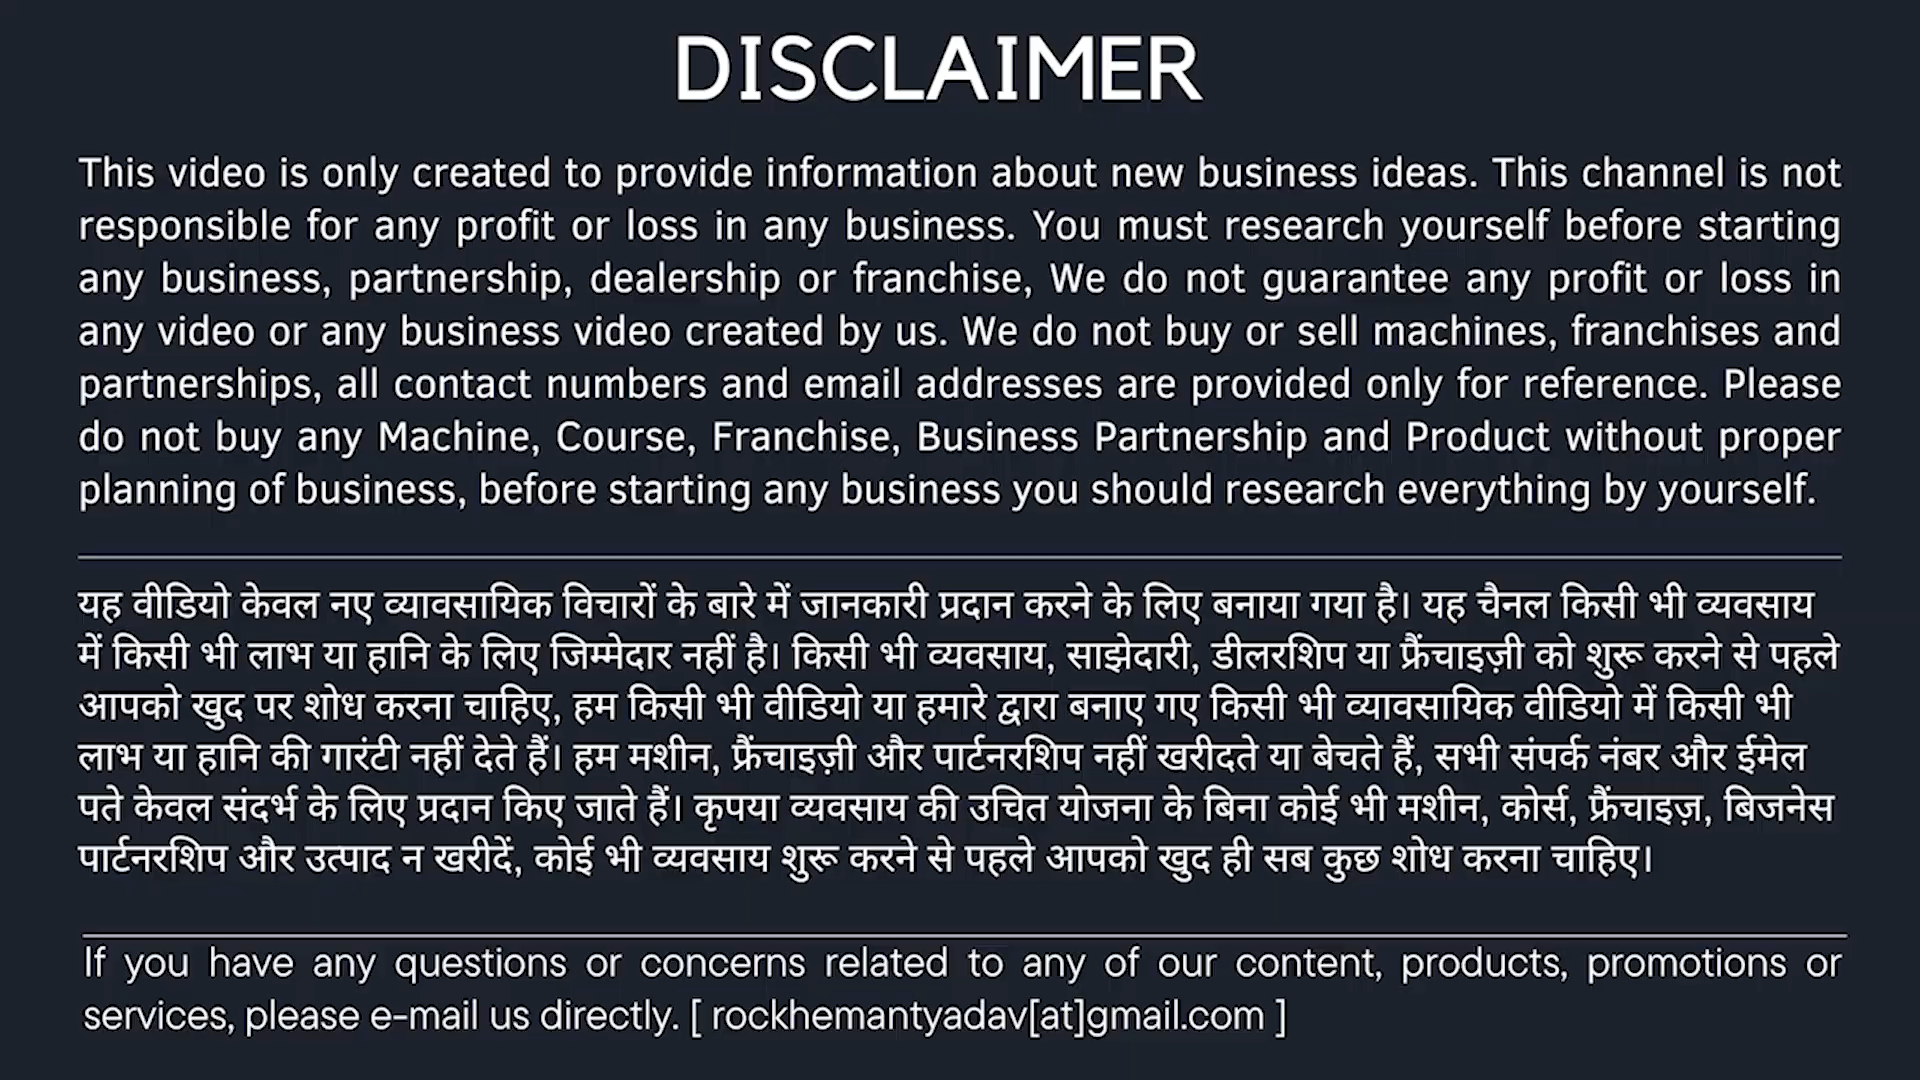 DISCLAIMER
This video is only created to provide information about new business ideas. This channel is not
responsible for any profit or loss in any business. You must research yourself before starting
any business, partnership, dealership or franchise, We do not guarantee any profit or loss in
any video or any business video created by us. We do not buy or sell machines, franchises and
partnerships, all contact numbers and email addresses are provided only for reference. Please
do not buy any Machine, Course, Franchise, Business Partnership and Product without proper
planning of business, before starting any business you should research everything by yourself.
यह वीडियो केवल नए व्यावसायिक विचारों के बारे में जानकारी प्रदान करने के लिए बनाया गया है। यह चैनल किसी भी व्यवसाय
में किसी भी लाभ या हानि के लिए जिम्मेदार नहीं है। किसी भी व्यवसाय, साझेदारी, डीलरशिप या फ्रैंचाइज़ी को शुरू करने से पहले
आपको खुद पर शोध करना चाहिए, हम किसी भी वीडियो या हमारे द्वारा बनाए गए किसी भी व्यावसायिक वीडियो में किसी भी
लाभ या हानि की गारंटी नहीं देते हैं। हम मशीन, फ्रैंचाइज़ी और पार्टनरशिप नहीं खरीदते या बेचते हैं, सभी संपर्क नंबर और ईमेल
पते केवल संदर्भ के लिए प्रदान किए जाते हैं। कृपया व्यवसाय की उचित योजना के बिना कोई भी मशीन, कोर्स, फ्रैंचाइज़, बिजनेस
पार्टनरशिप और उत्पाद न खरीदें, कोई भी व्यवसाय शुरू करने से पहले आपको खुद ही सब कुछ शोध करना चाहिए।
If you have any questions or concerns related to any of our content, products, promotions or
services, please e-mail us directly. [ rockhemantyadav[at]gmail.com ]